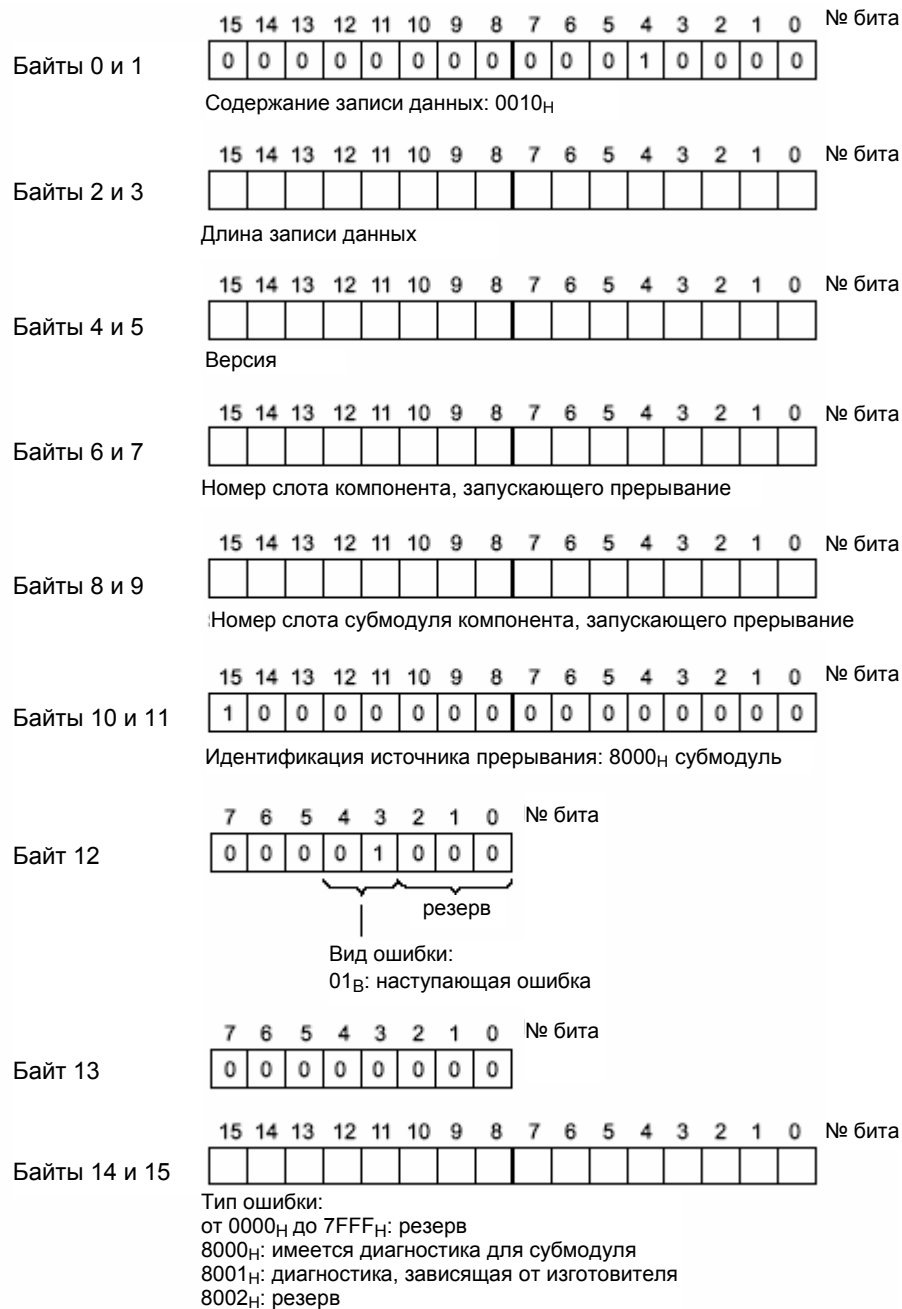 15 14 13 12 11 10 9 8 7 6 5 4 3 2 1 0 № бита
Байты 0 и 1 0 0 0 0 0 0 0 0 0 0 0 1 0 0 0 0
Содержание записи данных: 0010H
15 14 13 12 11 10 9 8 7 6 5 4 3 2 1 0 № бита
Байты 2 и 3
Длина записи данных
15 14 13 12 11 10 9 8 7 6 5 4 3 2 1 0 № бита
Байты 4 и 5
Версия
15 14 13 12 11 10 9 8 7 6 5 4 3 2 1 0 № бита
Байты 6 и 7
Номер слота компонента, запускающего прерывание
15 14 13 12 11 10 9 8 7 6 5 4 3 2 1 0 № бита
Байты 8 и 9
Номер слота субмодуля компонента, запускающего прерывание
15 14 13 12 11 10 9 8 7 6 5 4 3 2 1 0 № бита
Байты 10 и 11 1 0 0 0 0 0 0 0 0 0 0 0 0 0 0 0
Идентификация источника прерывания: 8000H субмодуль
7 6 5 4 3 2 1 0 № бита
Байт 12 0 0 0 0 1 0 0 0
резерв
Вид ошибки:
01B: наступающая ошибка
7 6 5 4 3 2 1 0 № бита
Байт 13 0 0 0 0 0 0 0 0
15 14 13 12 11 10 9 8 7 6 5 4 3 2 1 0 № бита
Байты 14 и 15
Тип ошибки:
от 0000H до 7FFFH: резерв
8000H: имеется диагностика для субмодуля
8001H: диагностика, зависящая от изготовителя
8002H: резерв